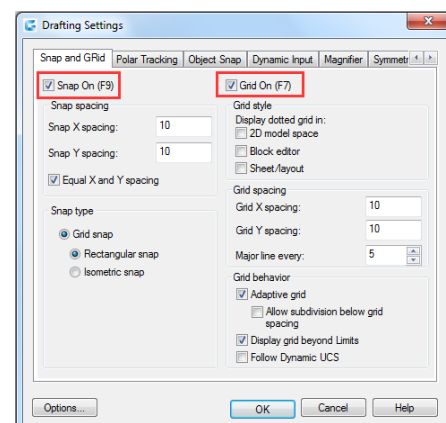 Drafting Settings
Snap and GRid Polar Tracking Object Snap Dynamic Input Magnifier Symmetr
Snap On (F9)
Snap spacing
Snap X spacing: 10
Snap Y spacing: 10
Equal X and Y spacing
Snap type
Grid snap
Rectangular snap
Isometric snap
Grid On (F7)
Grid style
Display dotted grid in:
2D model space
Block editor
Sheet/layout
Grid spacing
Grid X spacing: 10
Grid Y spacing: 10
Major line every: 5
Grid behavior
Adaptive grid
Allow subdivision below grid
spacing
Display grid beyond Limits
Follow Dynamic UCS
Options... OK Cancel Help